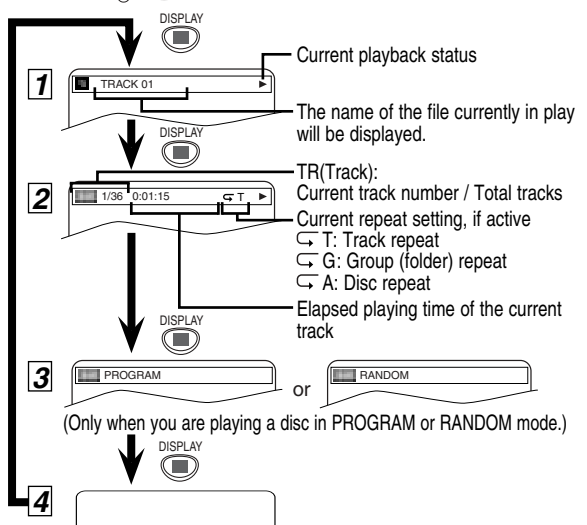 DISPLAY
Current playback status
1
TRACK 01
The name of the file currently in play
will be displayed.
DISPLAY
TR(Track):
Current track number / Total tracks
2
1/36 0:01:15 T
Current repeat setting, if active
T: Track repeat
G: Group (folder) repeat
A: Disc repeat
Elapsed playing time of the current
track
DISPLAY
3
PROGRAM
or
RANDOM
(Only when you are playing a disc in PROGRAM or RANDOM mode.)
DISPLAY
4